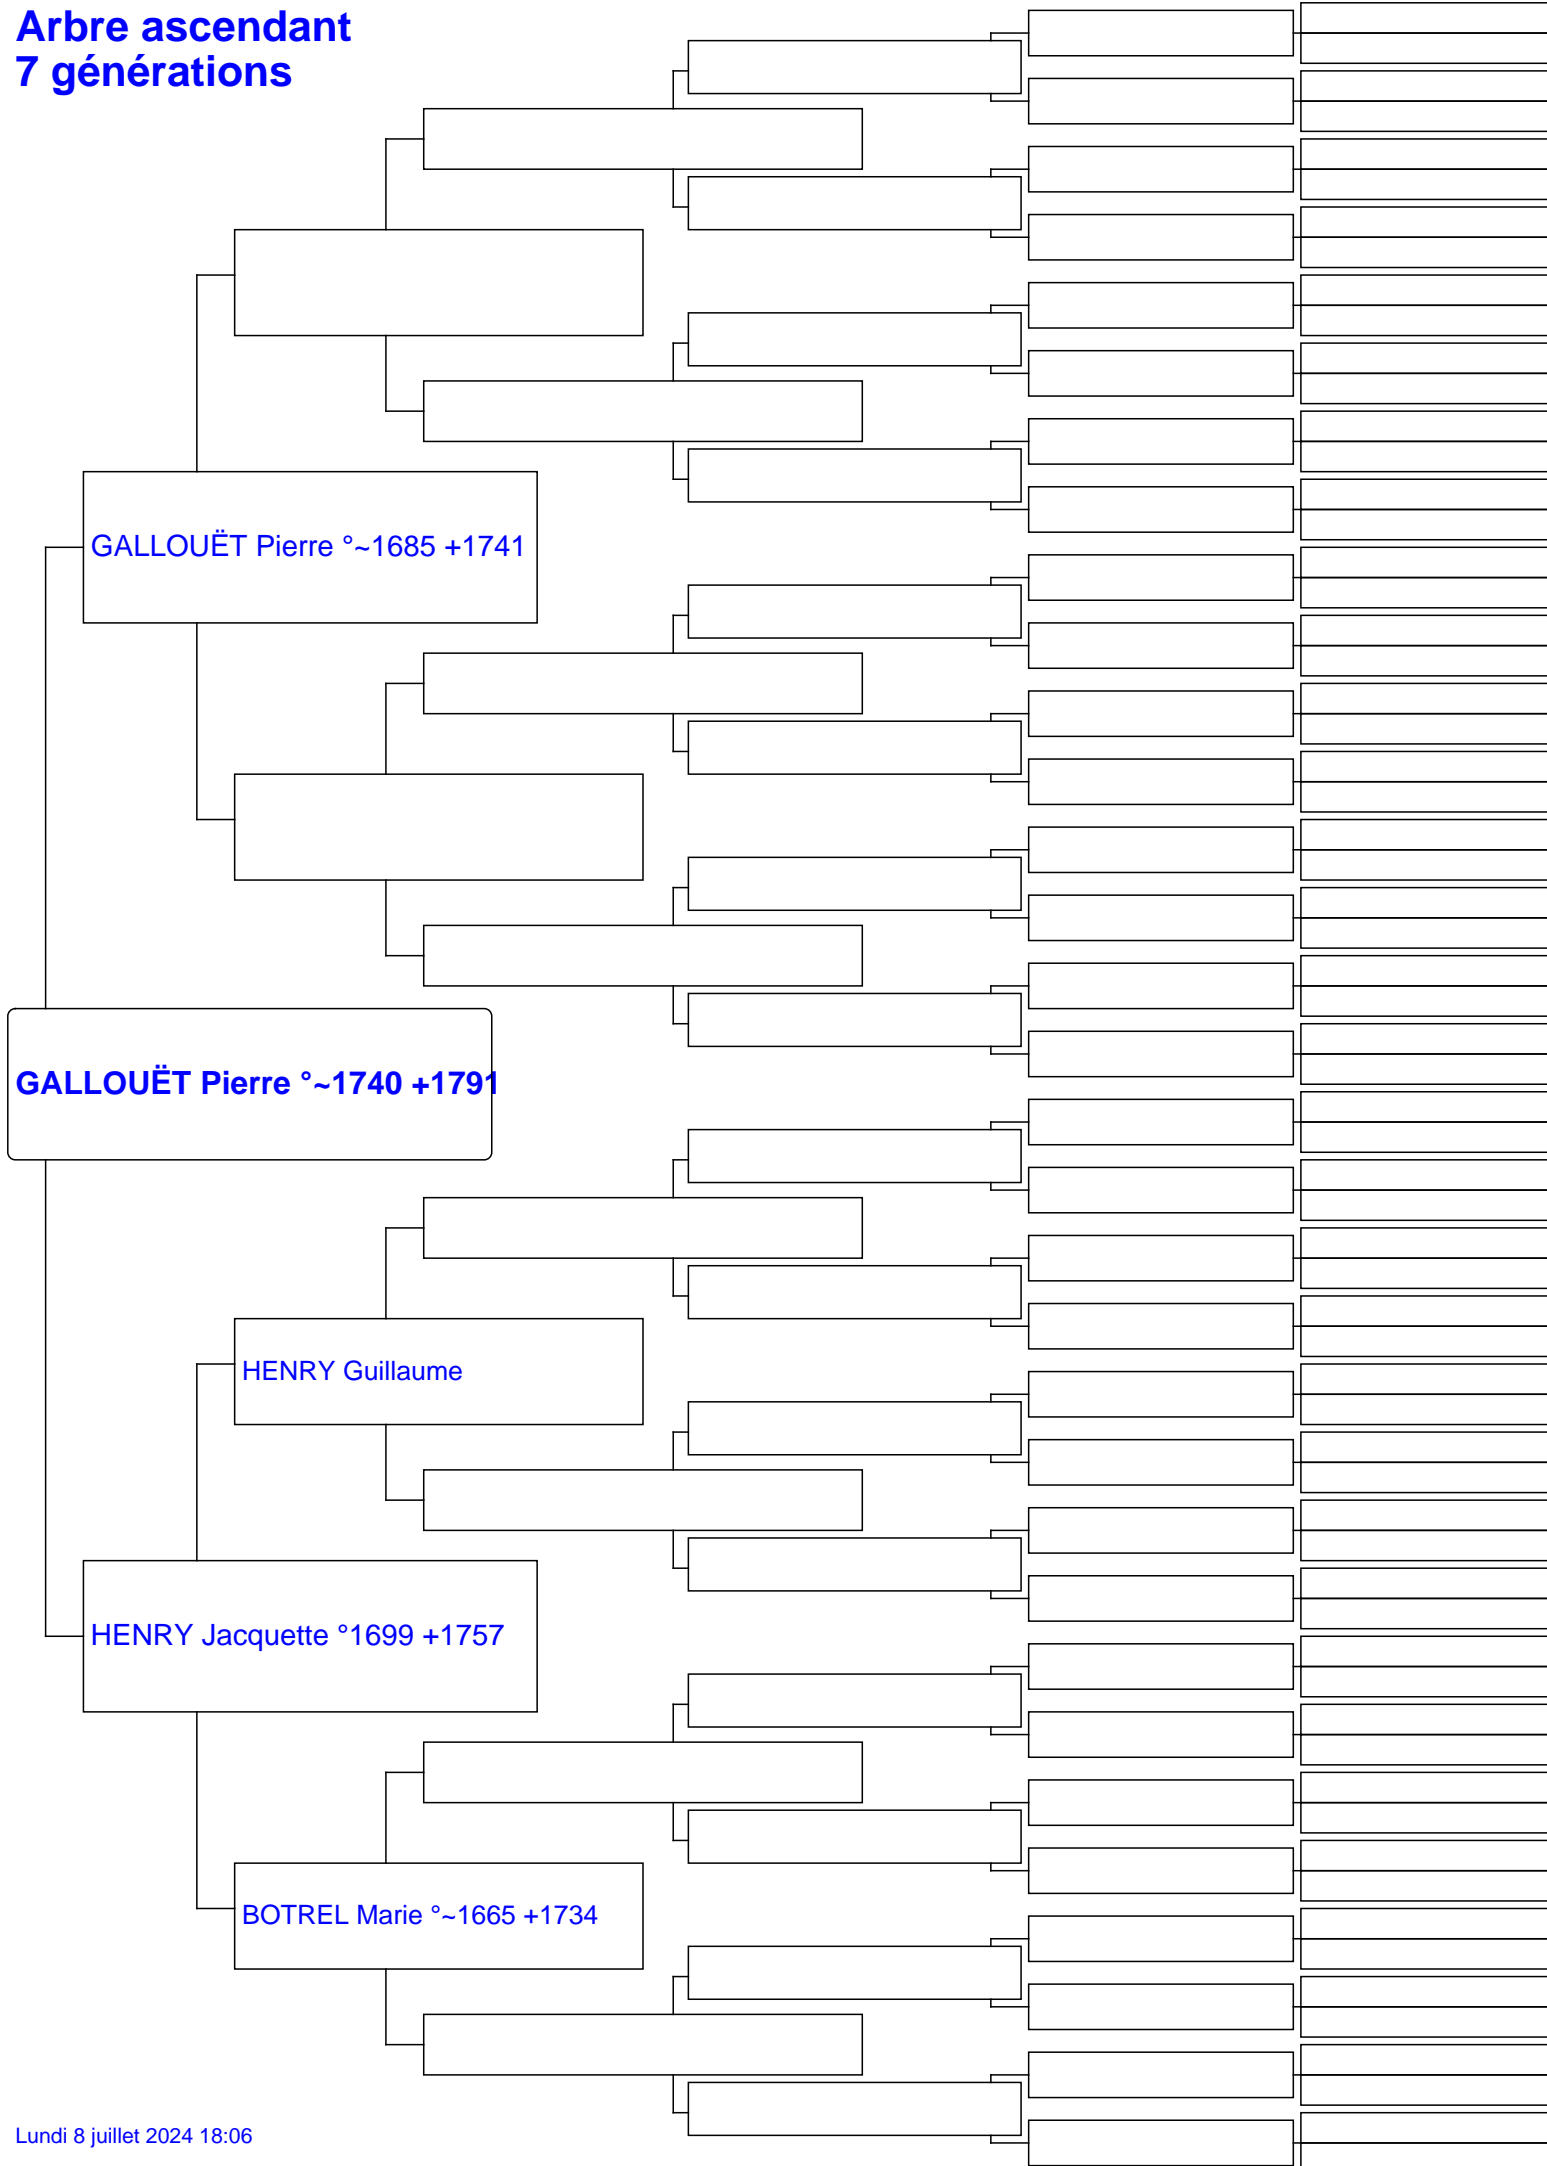 Arbre ascendant
7 générations
GALLOUËT Pierre °~1685 +1741
GALLOUËT Pierre °~1740 +1791
HENRY Guillaume
HENRY Jacquette °1699 +1757
BOTREL Marie °~1665 +1734
Lundi 8 juillet 2024 18:06